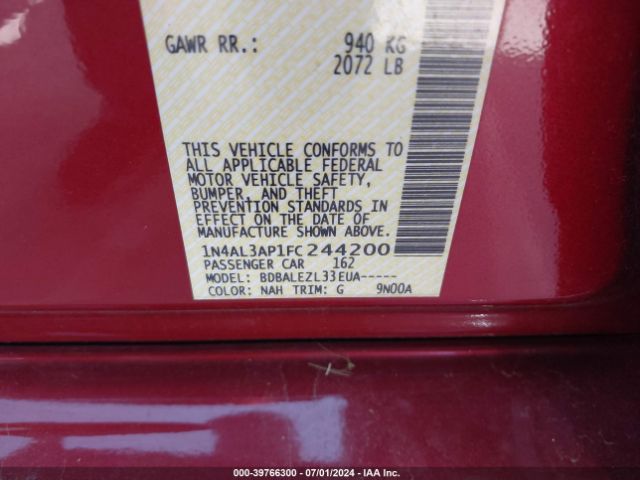 GAWR RR.: 940 KG
2072 LB
THIS VEHICLE CONFORMS TO
ALL APPLICABLE FEDERAL
MOTOR VEHICLE SAFETY,
BUMPER, AND THEFT
PREVENTION STANDARDS IN
EFFECT ON THE DATE OF
MANUFACTURE SHOWN ABOVE.
1N4AL3AP1FC244200
PASSENGER CAR 162
MODEL: BDBALEZL33EUA-----
COLOR: NAH TRIM: G 9N00A
000-39766300 - 07/01/2024 - IAA Inc.